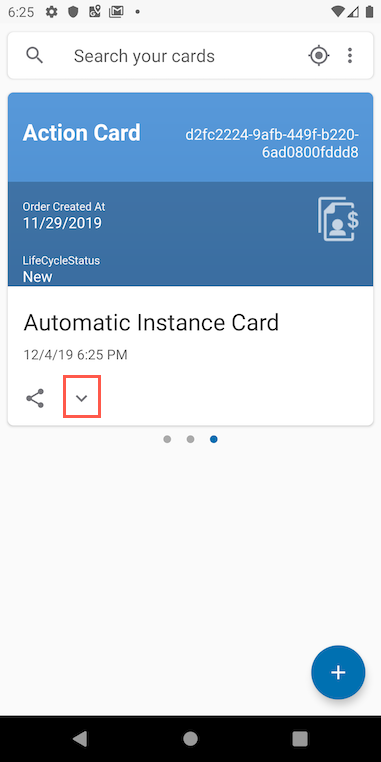 6:25
Search your cards
Action Card
d2fc2224-9afb-449f-b220-
6ad0800fddd8
Order Created At
11/29/2019
LifeCycleStatus
New
Automatic Instance Card
12/4/19 6:25 PM